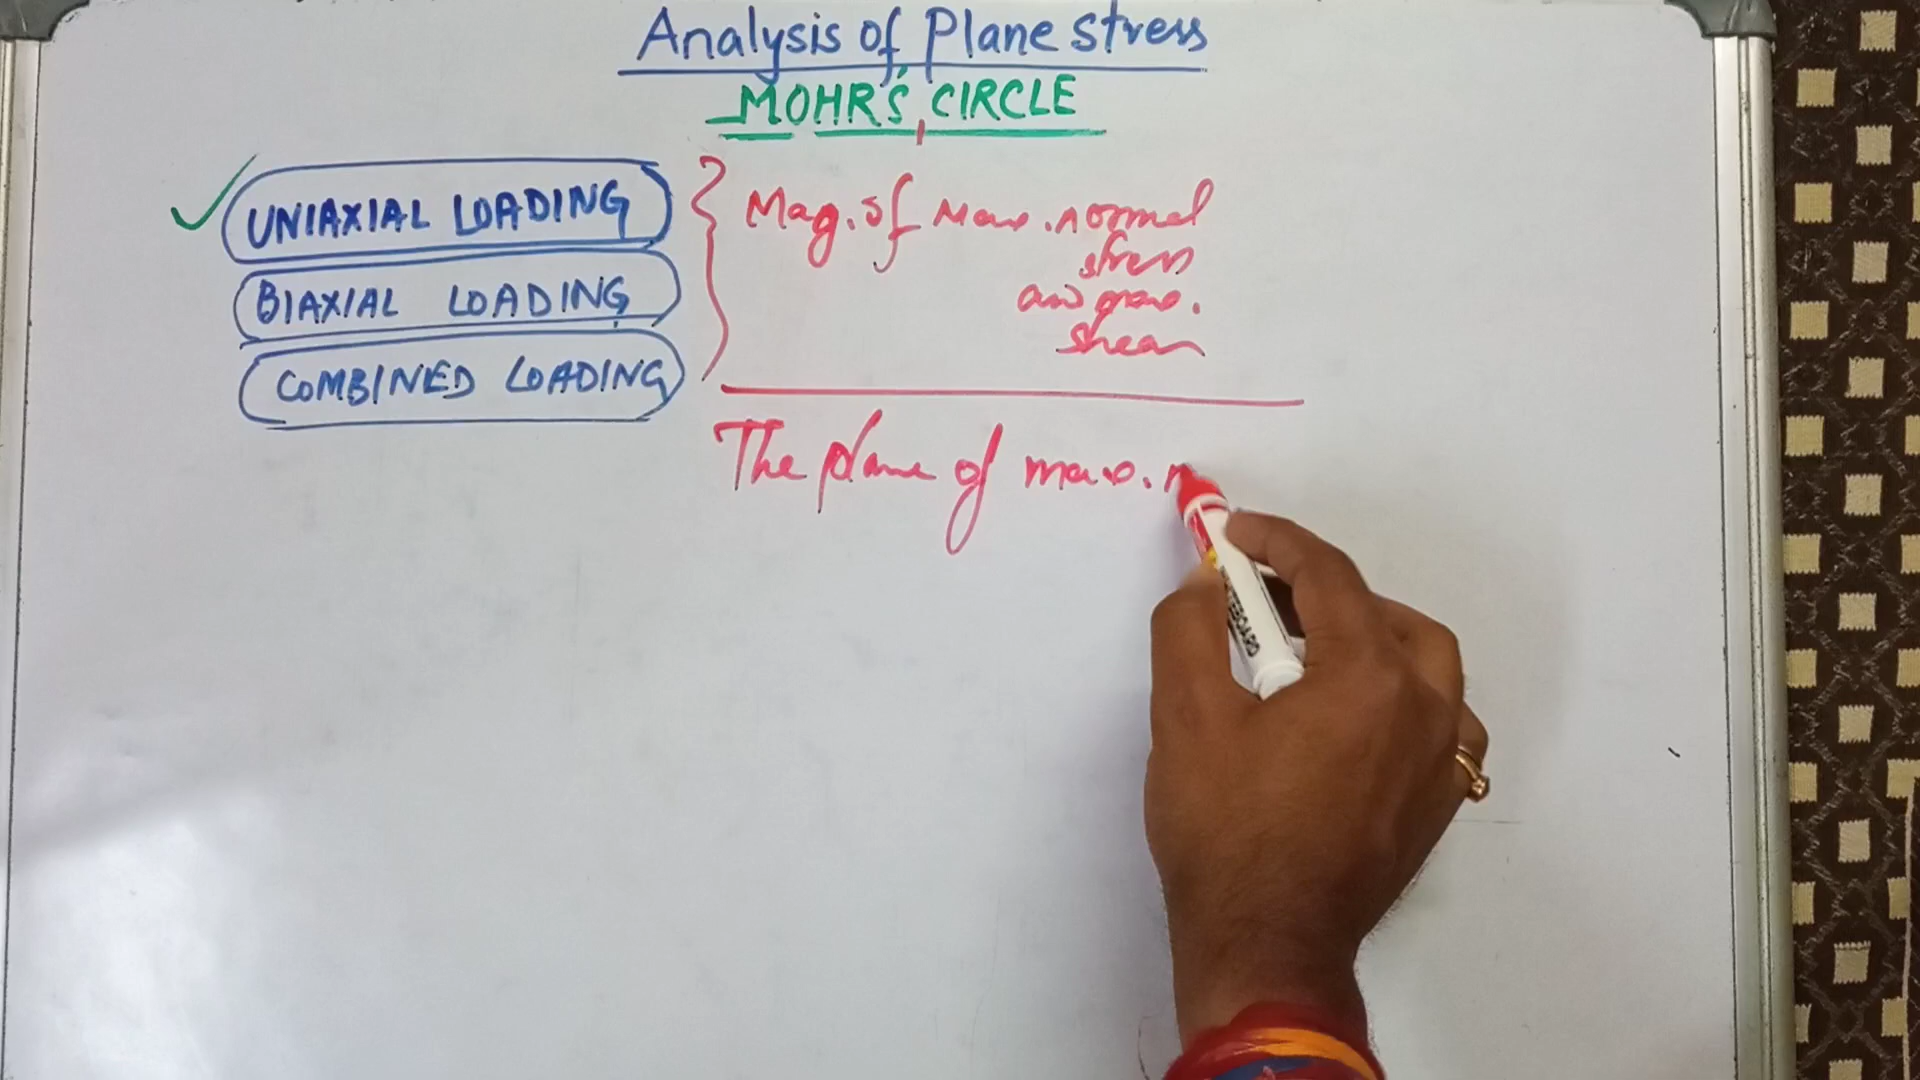 Analysis of Plane stress
MOHR'S CIRCLE
UNIAXIAL LOADING
BIAXIAL LOADING
COMBINED LOADING
Mag. of Max. normal
stress
and max.
shear
The plane of max. n